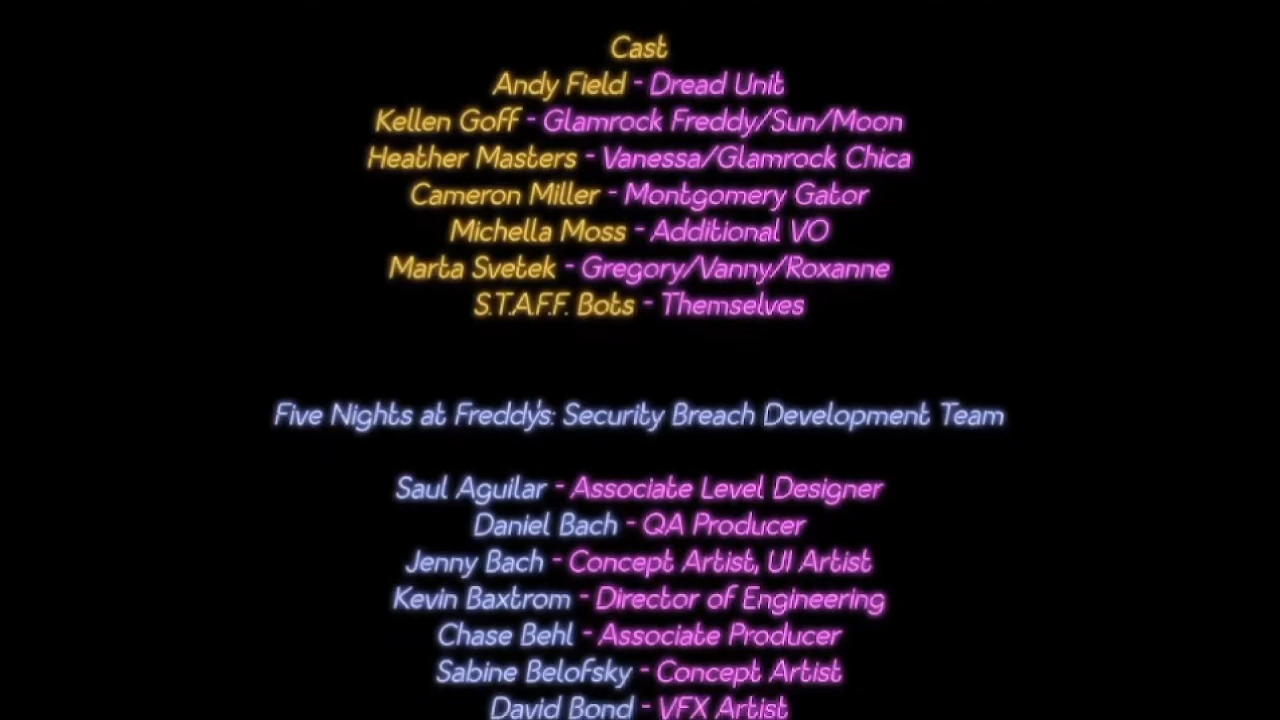 Cast
Andy Field - Dread Unit
Kellen Goff - Glamrock Freddy/Sun/Moon
Heather Masters - Vanessa/Glamrock Chica
Cameron Miller - Montgomery Gator
Michella Moss - Additional VO
Marta Svetek - Gregory/Vanny/Roxanne
S.T.A.F.F. Bots - Themselves
Five Nights at Freddy's: Security Breach Development Team
Saul Aguilar - Associate Level Designer
Daniel Bach - QA Producer
Jenny Bach - Concept Artist, UI Artist
Kevin Baxtrom - Director of Engineering
Chase Behl - Associate Producer
Sabine Belofsky - Concept Artist
David Bond - VFX Artist